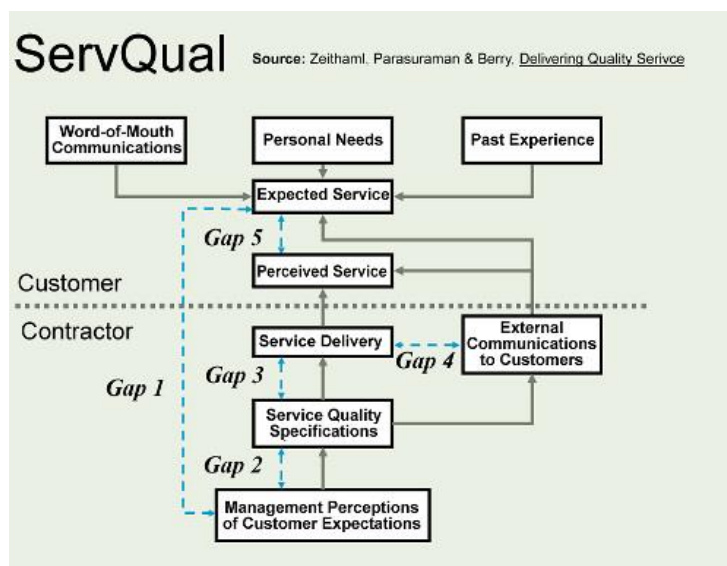 ServQual
Source: Zeithaml, Parasuraman & Berry, Delivering Quality Serivce
Word-of-Mouth
Communications
Personal Needs
Past Experience
Expected Service
Gap 5
Perceived Service
Customer
Contractor
Service Delivery
External
Communications
to Customers
Gap 4
Gap 3
Gap 1
Service Quality
Specifications
Gap 2
Management Perceptions
of Customer Expectations